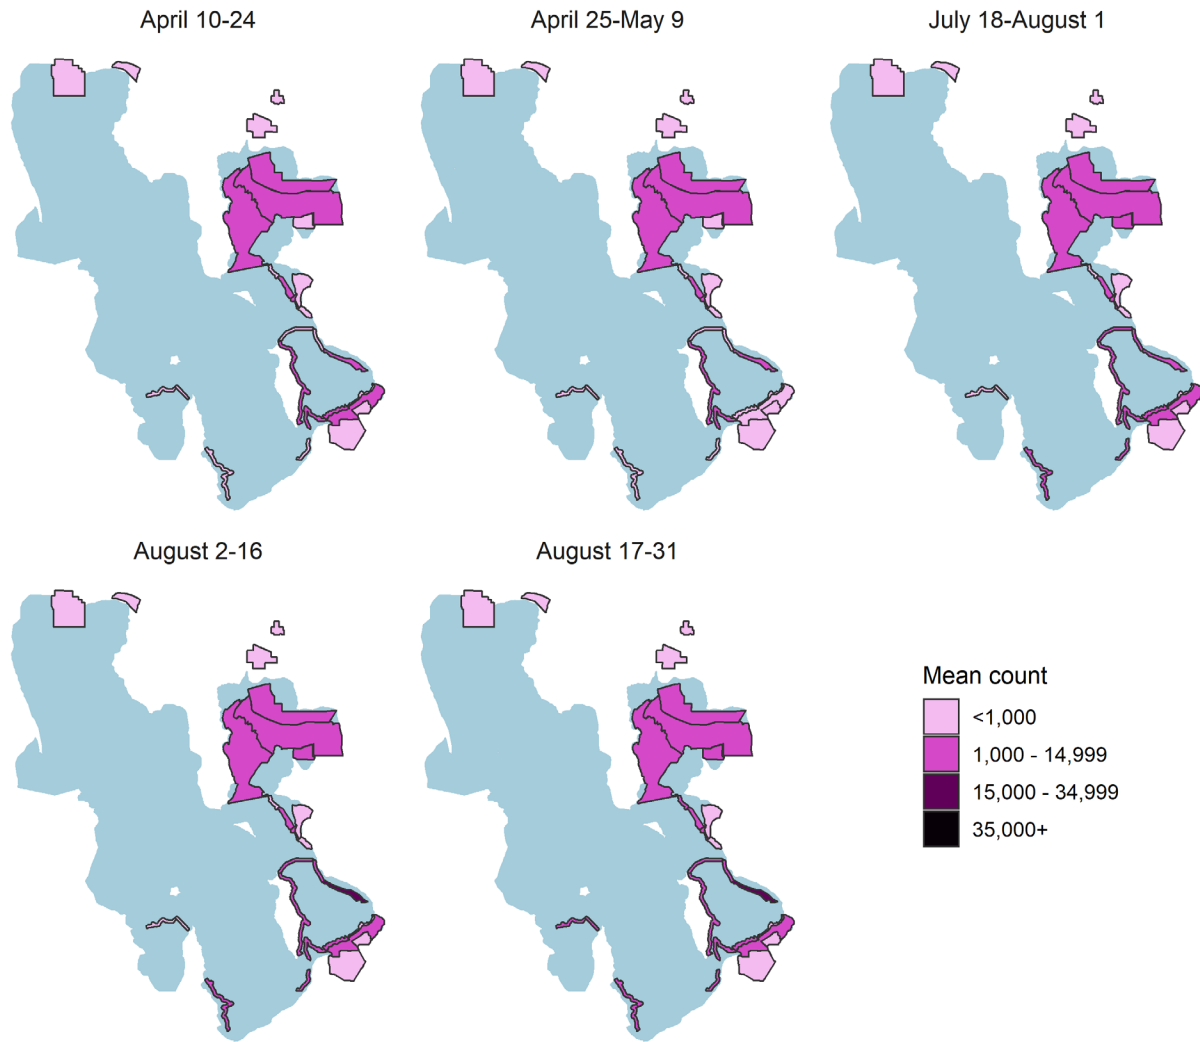 April 10-24
April 25-May 9
July 18-August 1
August 2-16
August 17-31
Mean count
<1,000
1,000 - 14,999
15,000 - 34,999
35,000+